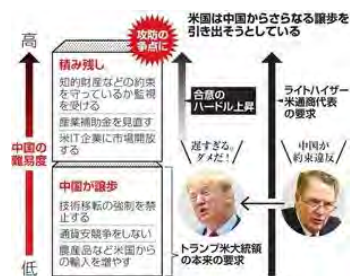 米国は中国からさらなる譲歩を
引き出そうとしている
高
中国の
難易度
低
攻防の
争点に
積み残し
知的財産などの約束
を守っているか監視
を受ける
産業補助金を見直す
米IT企業に市場開放
する
中国が譲歩
技術移転の強制を禁
止する
通貨安競争をしない
農産品など米国から
の輸入を増やす
合意の
ハードル上昇
遅すぎる。
ダメだ!
トランプ米大統領
の本来の要求
ライトハイザー
米通商代表
の要求
中国が
約束違反